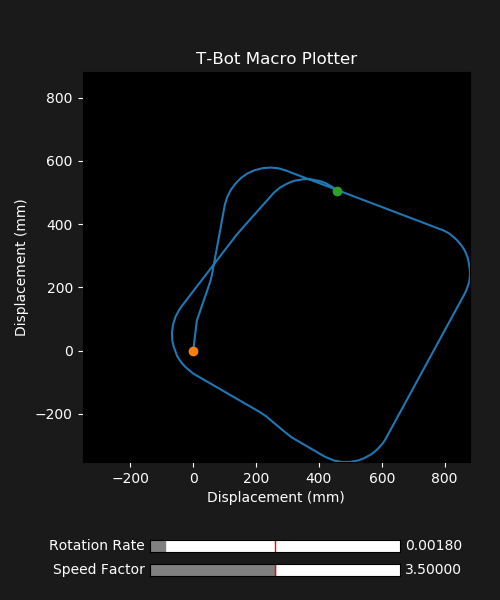 T-Bot Macro Plotter
800
600
400
200
0
−200
Displacement (mm)
−200 0 200 400 600 800
Displacement (mm)
Rotation Rate 0.00180
Speed Factor 3.50000